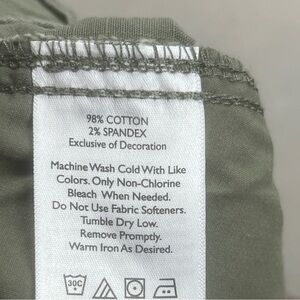 98% COTTON
2% SPANDEX
Exclusive of Decoration
Machine Wash Cold With Like
Colors. Only Non-Chlorine
Bleach When Needed.
Do Not Use Fabric Softeners.
Tumble Dry Low.
Remove Promptly.
Warm Iron As Desired.
30C